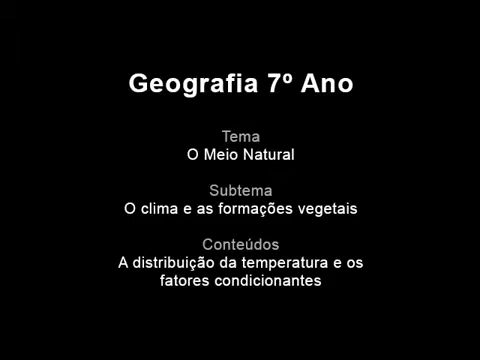 Geografia 7º Ano
Tema
O Meio Natural
Subtema
O clima e as formações vegetais
Conteúdos
A distribuição da temperatura e os
fatores condicionantes